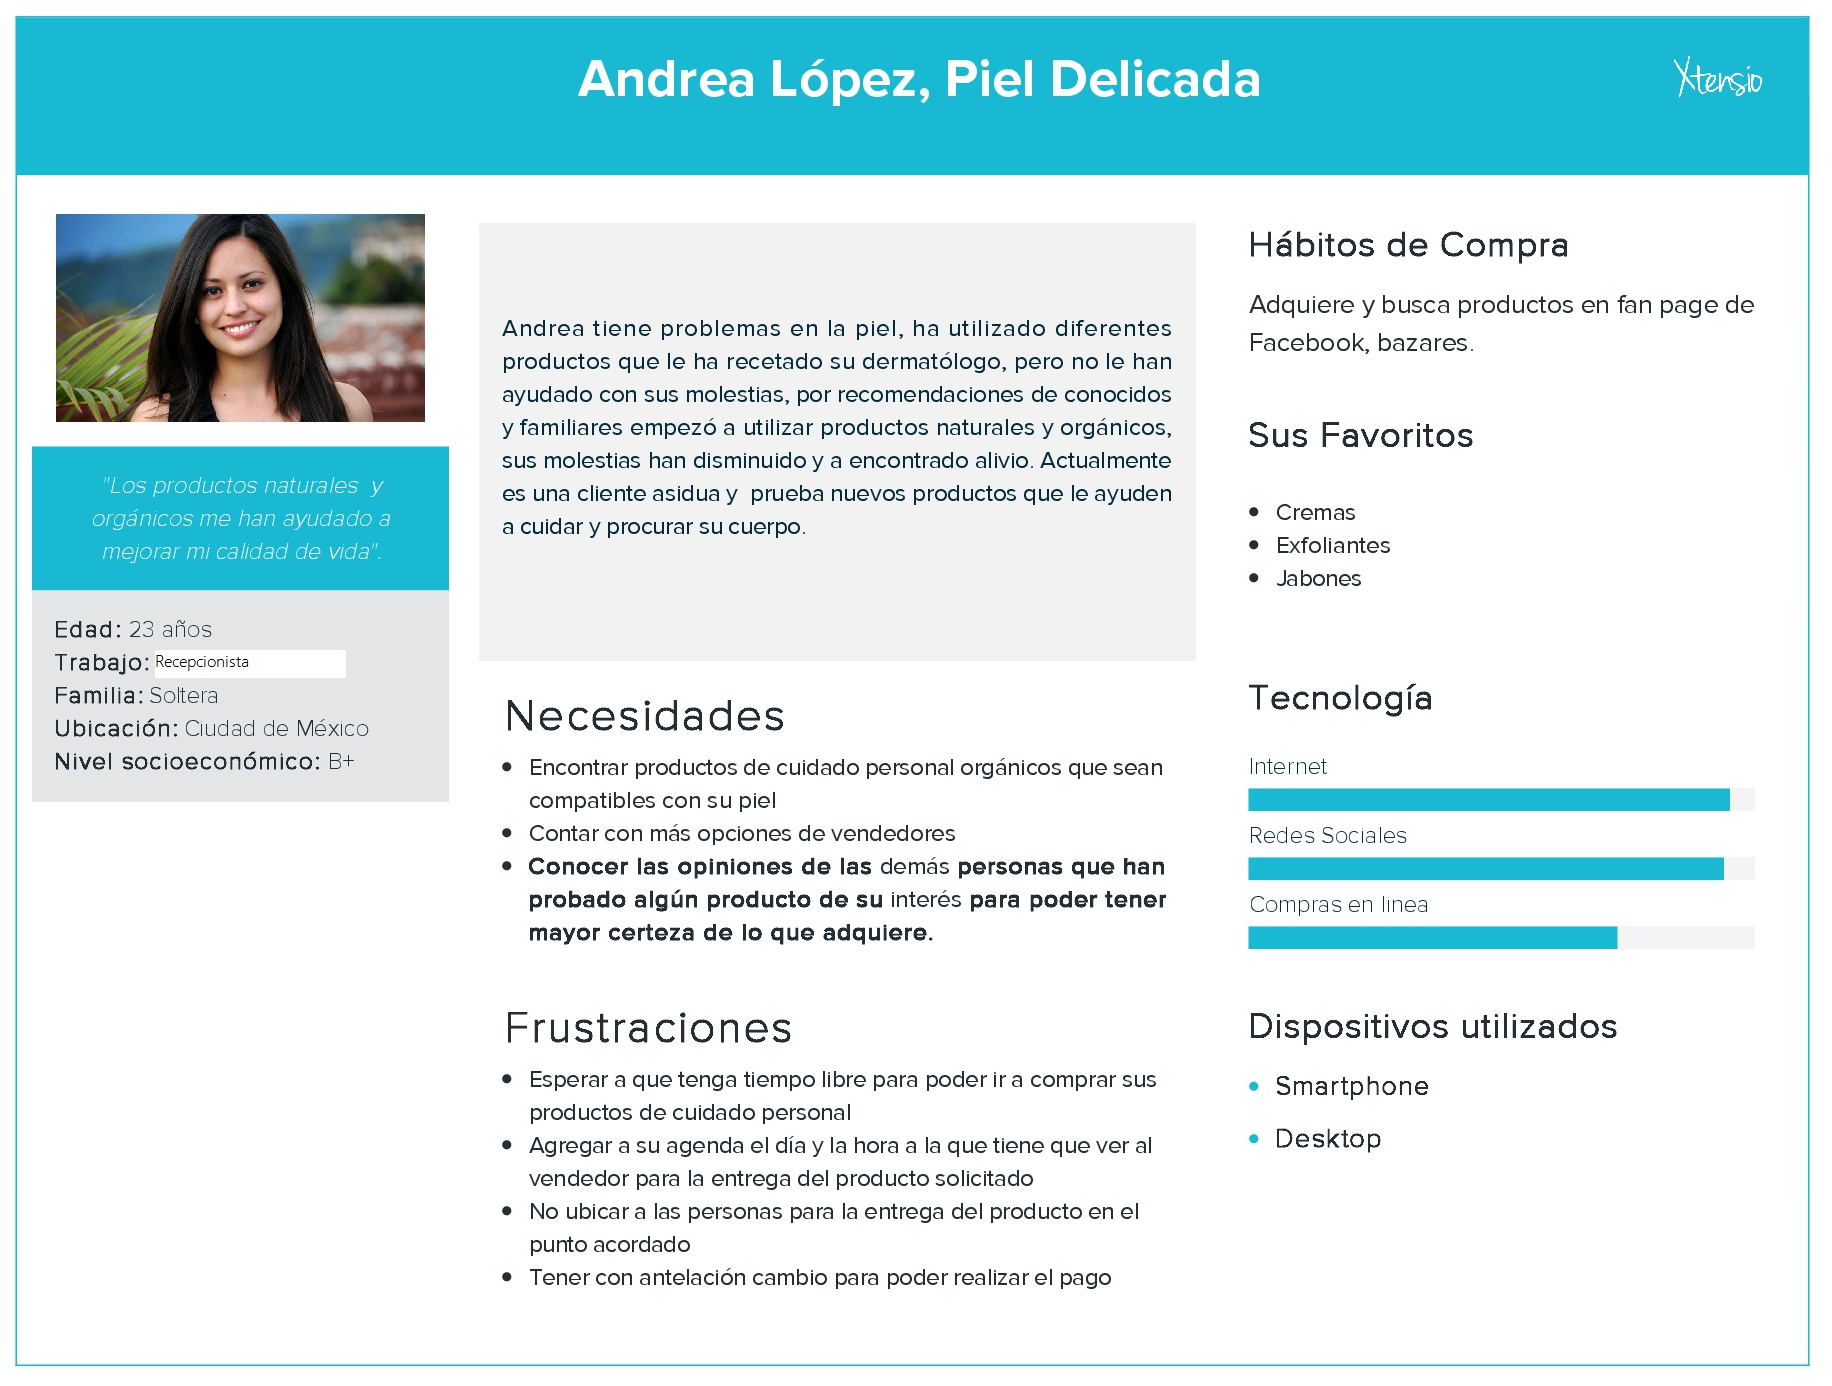 Andrea López, Piel Delicada
Xtensio
"Los productos naturales  y
orgánicos me han ayudado a
mejorar mi calidad de vida".
Edad: 23 años
Trabajo: Recepcionista
Familia: Soltera
Ubicación: Ciudad de México
Nivel socioeconómico: B+
Andrea tiene problemas en la piel, ha utilizado diferentes
productos que le ha recetado su dermatólogo, pero no le han
ayudado con sus molestias, por recomendaciones de conocidos
y familiares empezó a utilizar productos naturales y orgánicos,
sus molestias han disminuido y a encontrado alivio. Actualmente
es una cliente asidua y  prueba nuevos productos que le ayuden
a cuidar y procurar su cuerpo.
Necesidades
• Encontrar productos de cuidado personal orgánicos que sean
compatibles con su piel
• Contar con más opciones de vendedores
• Conocer las opiniones de las demás personas que han
probado algún producto de su interés para poder tener
mayor certeza de lo que adquiere.
Frustraciones
• Esperar a que tenga tiempo libre para poder ir a comprar sus
productos de cuidado personal
• Agregar a su agenda el día y la hora a la que tiene que ver al
vendedor para la entrega del producto solicitado
• No ubicar a las personas para la entrega del producto en el
punto acordado
• Tener con antelación cambio para poder realizar el pago
Hábitos de Compra
Adquiere y busca productos en fan page de
Facebook, bazares.
Sus Favoritos
• Cremas
• Exfoliantes
• Jabones
Tecnología
Internet
Redes Sociales
Compras en linea
Dispositivos utilizados
• Smartphone
• Desktop